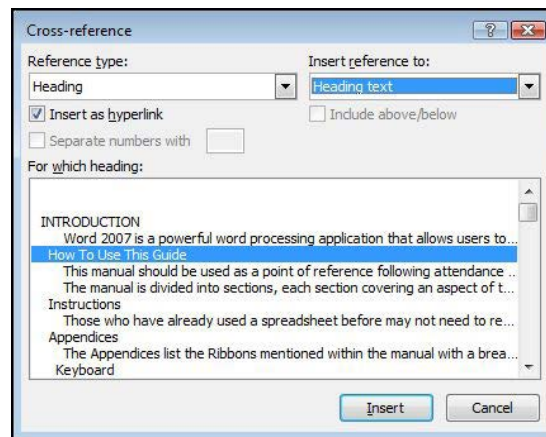 Cross-reference
Reference type:
Insert reference to:
Heading
Heading text
Insert as hyperlink
Include above/below
Separate numbers with
For which heading:
INTRODUCTION
Word 2007 is a powerful word processing application that allows users to...
How To Use This Guide
This manual should be used as a point of reference following attendance ...
The manual is divided into sections, each section covering an aspect of t...
Instructions
Those who have already used a spreadsheet before may not need to re...
Appendices
The Appendices list the Ribbons mentioned within the manual with a brea...
Keyboard
Insert
Cancel